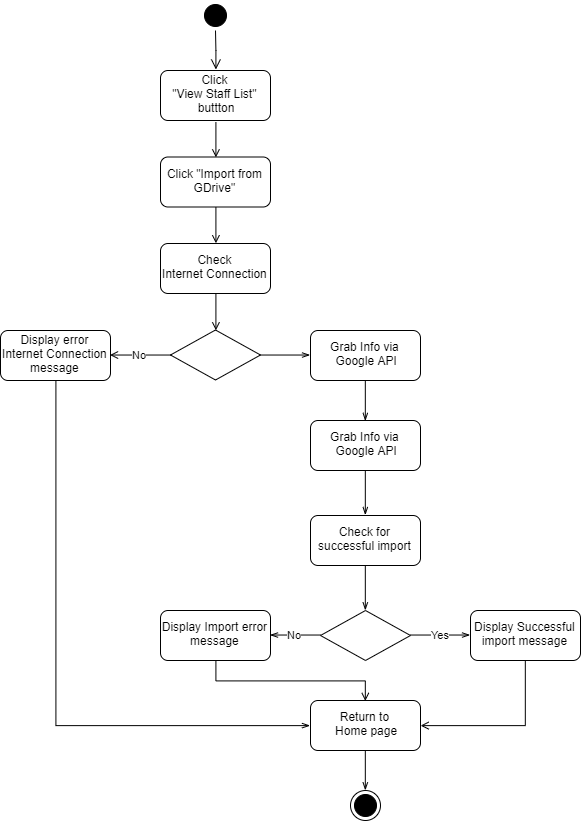 Click
"View Staff List"
buttton
Click "Import from
GDrive"
Check
Internet Connection
Display error
Internet Connection
message
No
Grab Info via
Google API
Grab Info via
Google API
Check for
successful import
Display Import error
message
No
Yes
Display Successful
import message
Return to
Home page